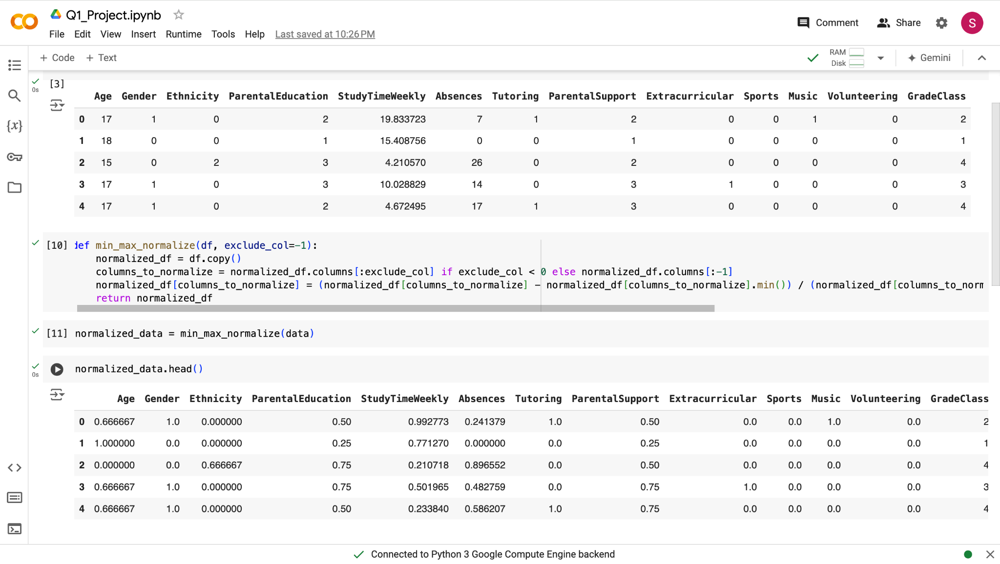 Q1_Project.ipynb
File Edit View Insert Runtime Tools Help Last saved at 10:26 PM
Comment Share S
+ Code + Text
RAM
Disk
Gemini
{x}
0s
[3]
Age Gender Ethnicity ParentalEducation StudyTimeWeekly Absences Tutoring ParentalSupport Extracurricular Sports Music Volunteering GradeClass
0 17 1 0 2 19.833723 7 1 2 0 0 1 0 2
1 18 0 0 1 15.408756 0 0 1 0 0 0 0 1
2 15 0 2 3 4.210570 26 0 2 0 0 0 0 4
3 17 1 0 3 10.028829 14 0 3 1 0 0 0 3
4 17 1 0 2 4.672495 17 1 3 0 0 0 0 4
[10] def min_max_normalize(df, exclude_col=-1):
normalized_df = df.copy()
columns_to_normalize = normalized_df.columns[:exclude_col] if exclude_col < 0 else normalized_df.columns[:-1]
normalized_df[columns_to_normalize] = (normalized_df[columns_to_normalize] - normalized_df[columns_to_normalize].min()) / (normalized_df[columns_to_norm
return normalized_df
[11] normalized_data = min_max_normalize(data)
0s
normalized_data.head()
Age Gender Ethnicity ParentalEducation StudyTimeWeekly Absences Tutoring ParentalSupport Extracurricular Sports Music Volunteering GradeClass
0 0.666667 1.0 0.000000 0.50 0.992773 0.241379 1.0 0.50 0.0 0.0 1.0 0.0 2
1 1.000000 0.0 0.000000 0.25 0.771270 0.000000 0.0 0.25 0.0 0.0 0.0 0.0 1
2 0.000000 0.0 0.666667 0.75 0.210718 0.896552 0.0 0.50 0.0 0.0 0.0 0.0 4
3 0.666667 1.0 0.000000 0.75 0.501965 0.482759 0.0 0.75 1.0 0.0 0.0 0.0 3
4 0.666667 1.0 0.000000 0.50 0.233840 0.586207 1.0 0.75 0.0 0.0 0.0 0.0 4
Connected to Python 3 Google Compute Engine backend